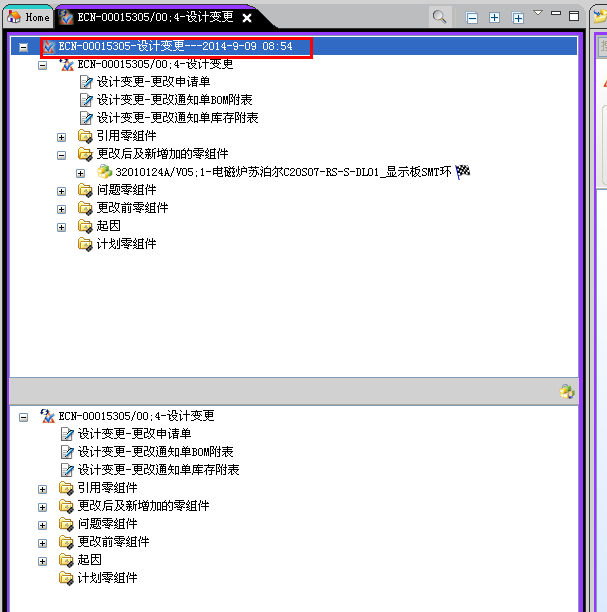 Home
ECN-00015305/00;4-设计变更
ECN-00015305-设计变更---2014-9-09 08:54
ECN-00015305/00;4-设计变更
设计变更-更改申请单
设计变更-更改通知单BOM附表
设计变更-更改通知单库存附表
引用零组件
更改后及新增加的零组件
32010124A/V05;1-电磁炉苏泊尔C20S07-RS-S-DL01_显示板SMT环
问题零组件
更改前零组件
起因
计划零组件
ECN-00015305/00;4-设计变更
设计变更-更改申请单
设计变更-更改通知单BOM附表
设计变更-更改通知单库存附表
引用零组件
更改后及新增加的零组件
问题零组件
更改前零组件
起因
计划零组件